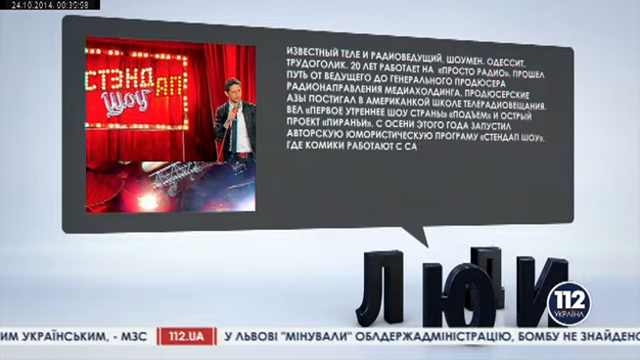 24.10.2014. 00:35:58
СТЭНД
АП
Шоу
ИЗВЕСТНЫЙ ТЕЛЕ И РАДИОВЕДУЩИЙ. ШОУМЕН. ОДЕССИТ.
ТРУДОГОЛИК. 20 ЛЕТ РАБОТАЕТ НА «ПРОСТО РАДИО». ПРОШЕЛ
ПУТЬ ОТ ВЕДУЩЕГО ДО ГЕНЕРАЛЬНОГО ПРОДЮСЕРА
РАДИОНАПРАВЛЕНИЯ МЕДИАХОЛДИНГА. ПРОДЮСЕРСКИЕ
АЗЫ ПОСТИГАЛ В АМЕРИКАНКОЙ ШКОЛЕ ТЕЛЕРАДИОВЕЩАНИЯ.
ВЕЛ «ПЕРВОЕ УТРЕННЕЕ ШОУ СТРАНЫ» «ПОДЪЕМ» И ОСТРЫЙ
ПРОЕКТ «ПИРАНЬИ». С ОСЕНИ ЭТОГО ГОДА ЗАПУСТИЛ
АВТОРСКУЮ ЮМОРИСТИЧЕСКУЮ ПРОГРАМУ «СТЕНДАП ШОУ».
ГДЕ КОМИКИ РАБОТАЮТ С СА
ЛЮДИ
112
УКРАЇНА
ИМ УКРАЇНСЬКИМ, - МЗС 112.UA У ЛЬВОВІ "МІНУВАЛИ" ОБЛДЕРЖАДМІНІСТРАЦІЮ, БОМБУ НЕ ЗНАЙДЕНО